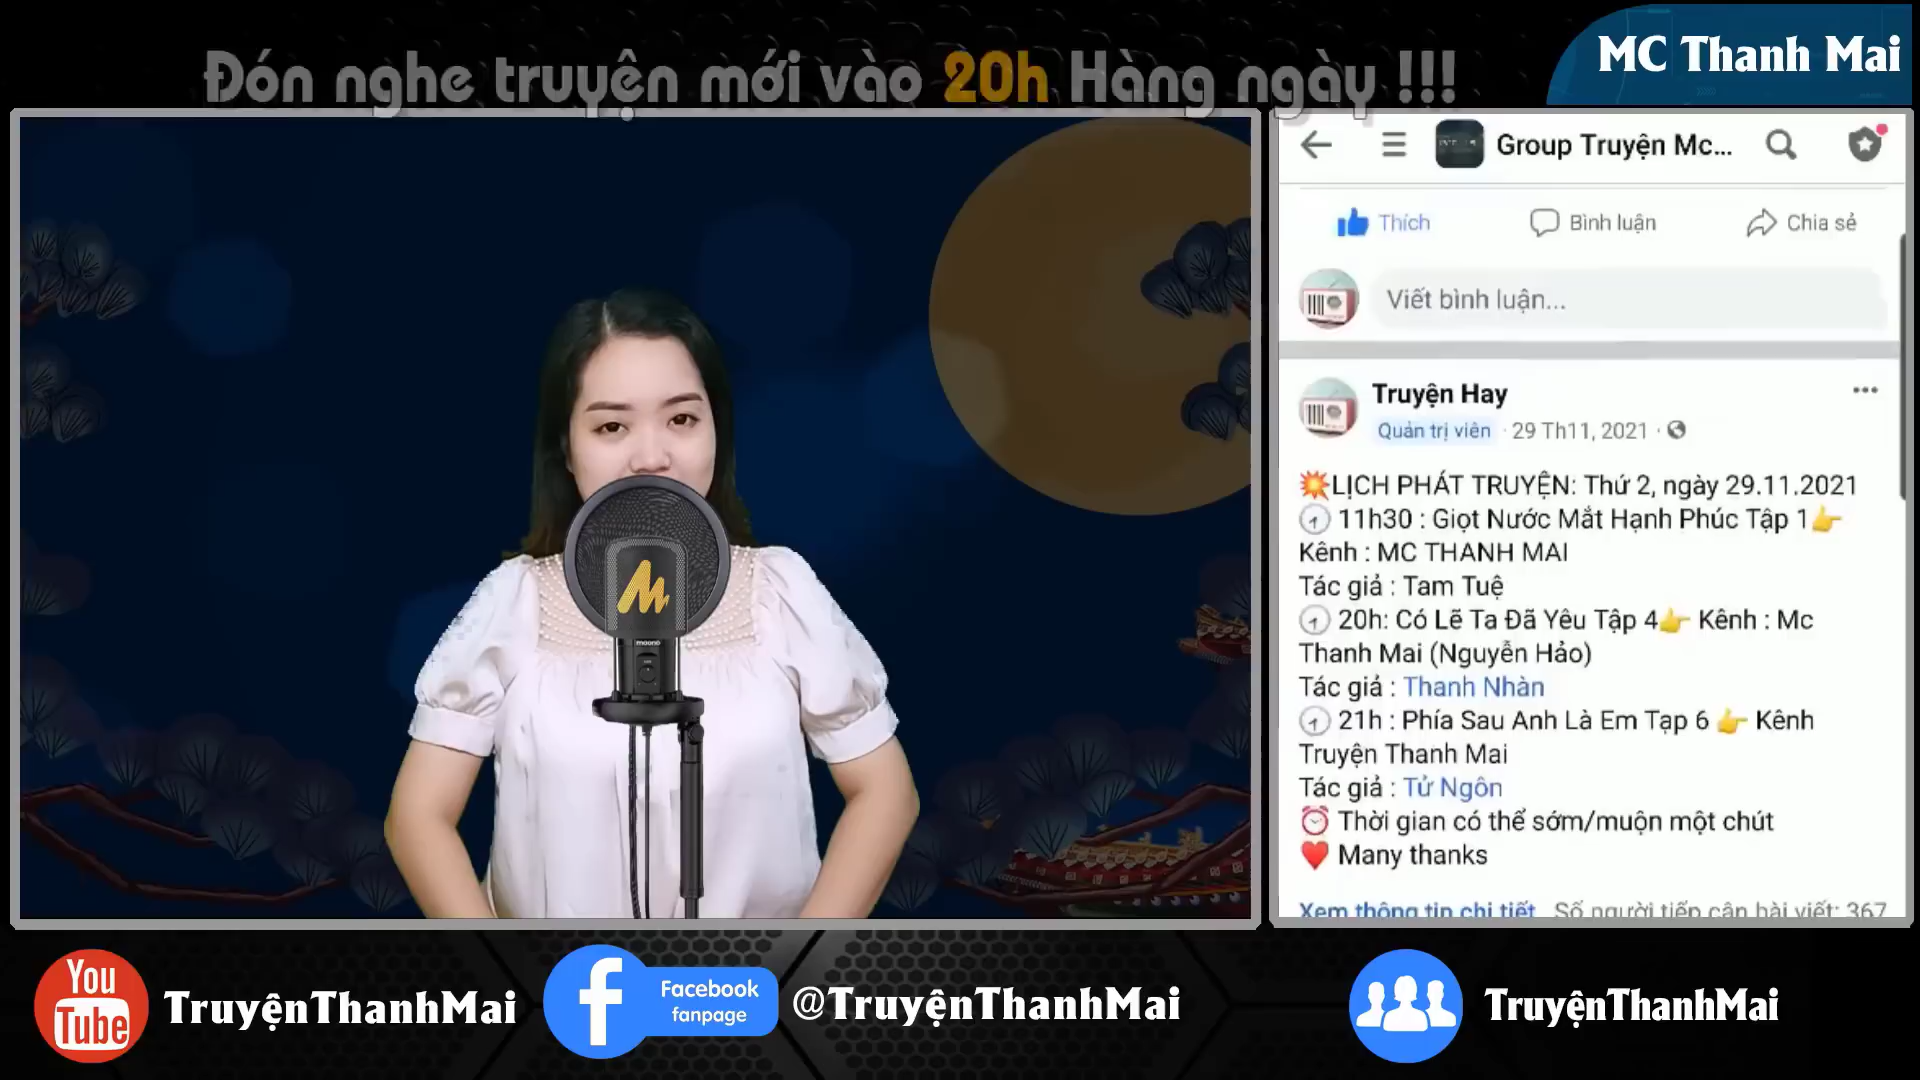 Đón nghe truyện mới vào 20h Hàng ngày !!!
MC Thanh Mai
Group Truyện Mc...
Thích
Bình luận
Chia sẻ
Viết bình luận...
Truyện Hay
Quản trị viên · 29 Th11, 2021 ·
💥LỊCH PHÁT TRUYỆN: Thứ 2, ngày 29.11.2021
🕢 11h30 : Giọt Nước Mắt Hạnh Phúc Tập 1👉
Kênh : MC THANH MAI
Tác giả : Tam Tuệ
🕢 20h: Có Lẽ Ta Đã Yêu Tập 4👉 Kênh : Mc
Thanh Mai (Nguyễn Hảo)
Tác giả : Thanh Nhàn
🕢 21h : Phía Sau Anh Là Em Tạp 6 👉 Kênh
Truyện Thanh Mai
Tác giả : Tử Ngôn
⏰ Thời gian có thể sớm/muộn một chút
❤️ Many thanks
Xem thông tin chi tiết
Số người tiếp cận bài viết: 367
maono
You
Tube
TruyệnThanhMai
Facebook
fanpage
@TruyệnThanhMai
TruyệnThanhMai